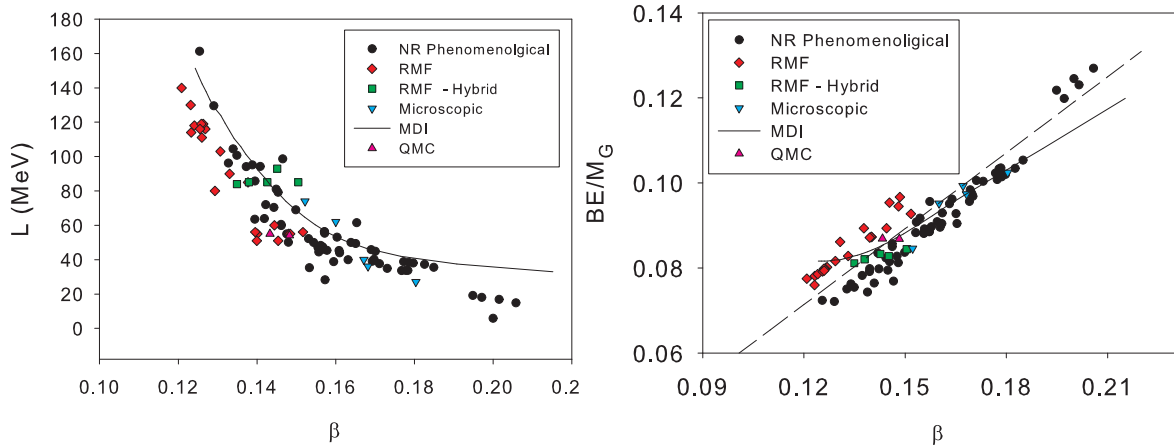 180
160
140
120
100
80
60
40
20
0
L (MeV)
NR Phenomenolgical
RMF
RMF - Hybrid
Microscopic
MDI
QMC
0.10 0.12 0.14 0.16 0.18 0.2
β
0.14
0.12
0.10
0.08
0.06
BE/M_G
NR Phenomenoligical
RMF
RMF - Hybrid
Microscopic
MDI
QMC
0.09 0.12 0.15 0.18 0.21
β